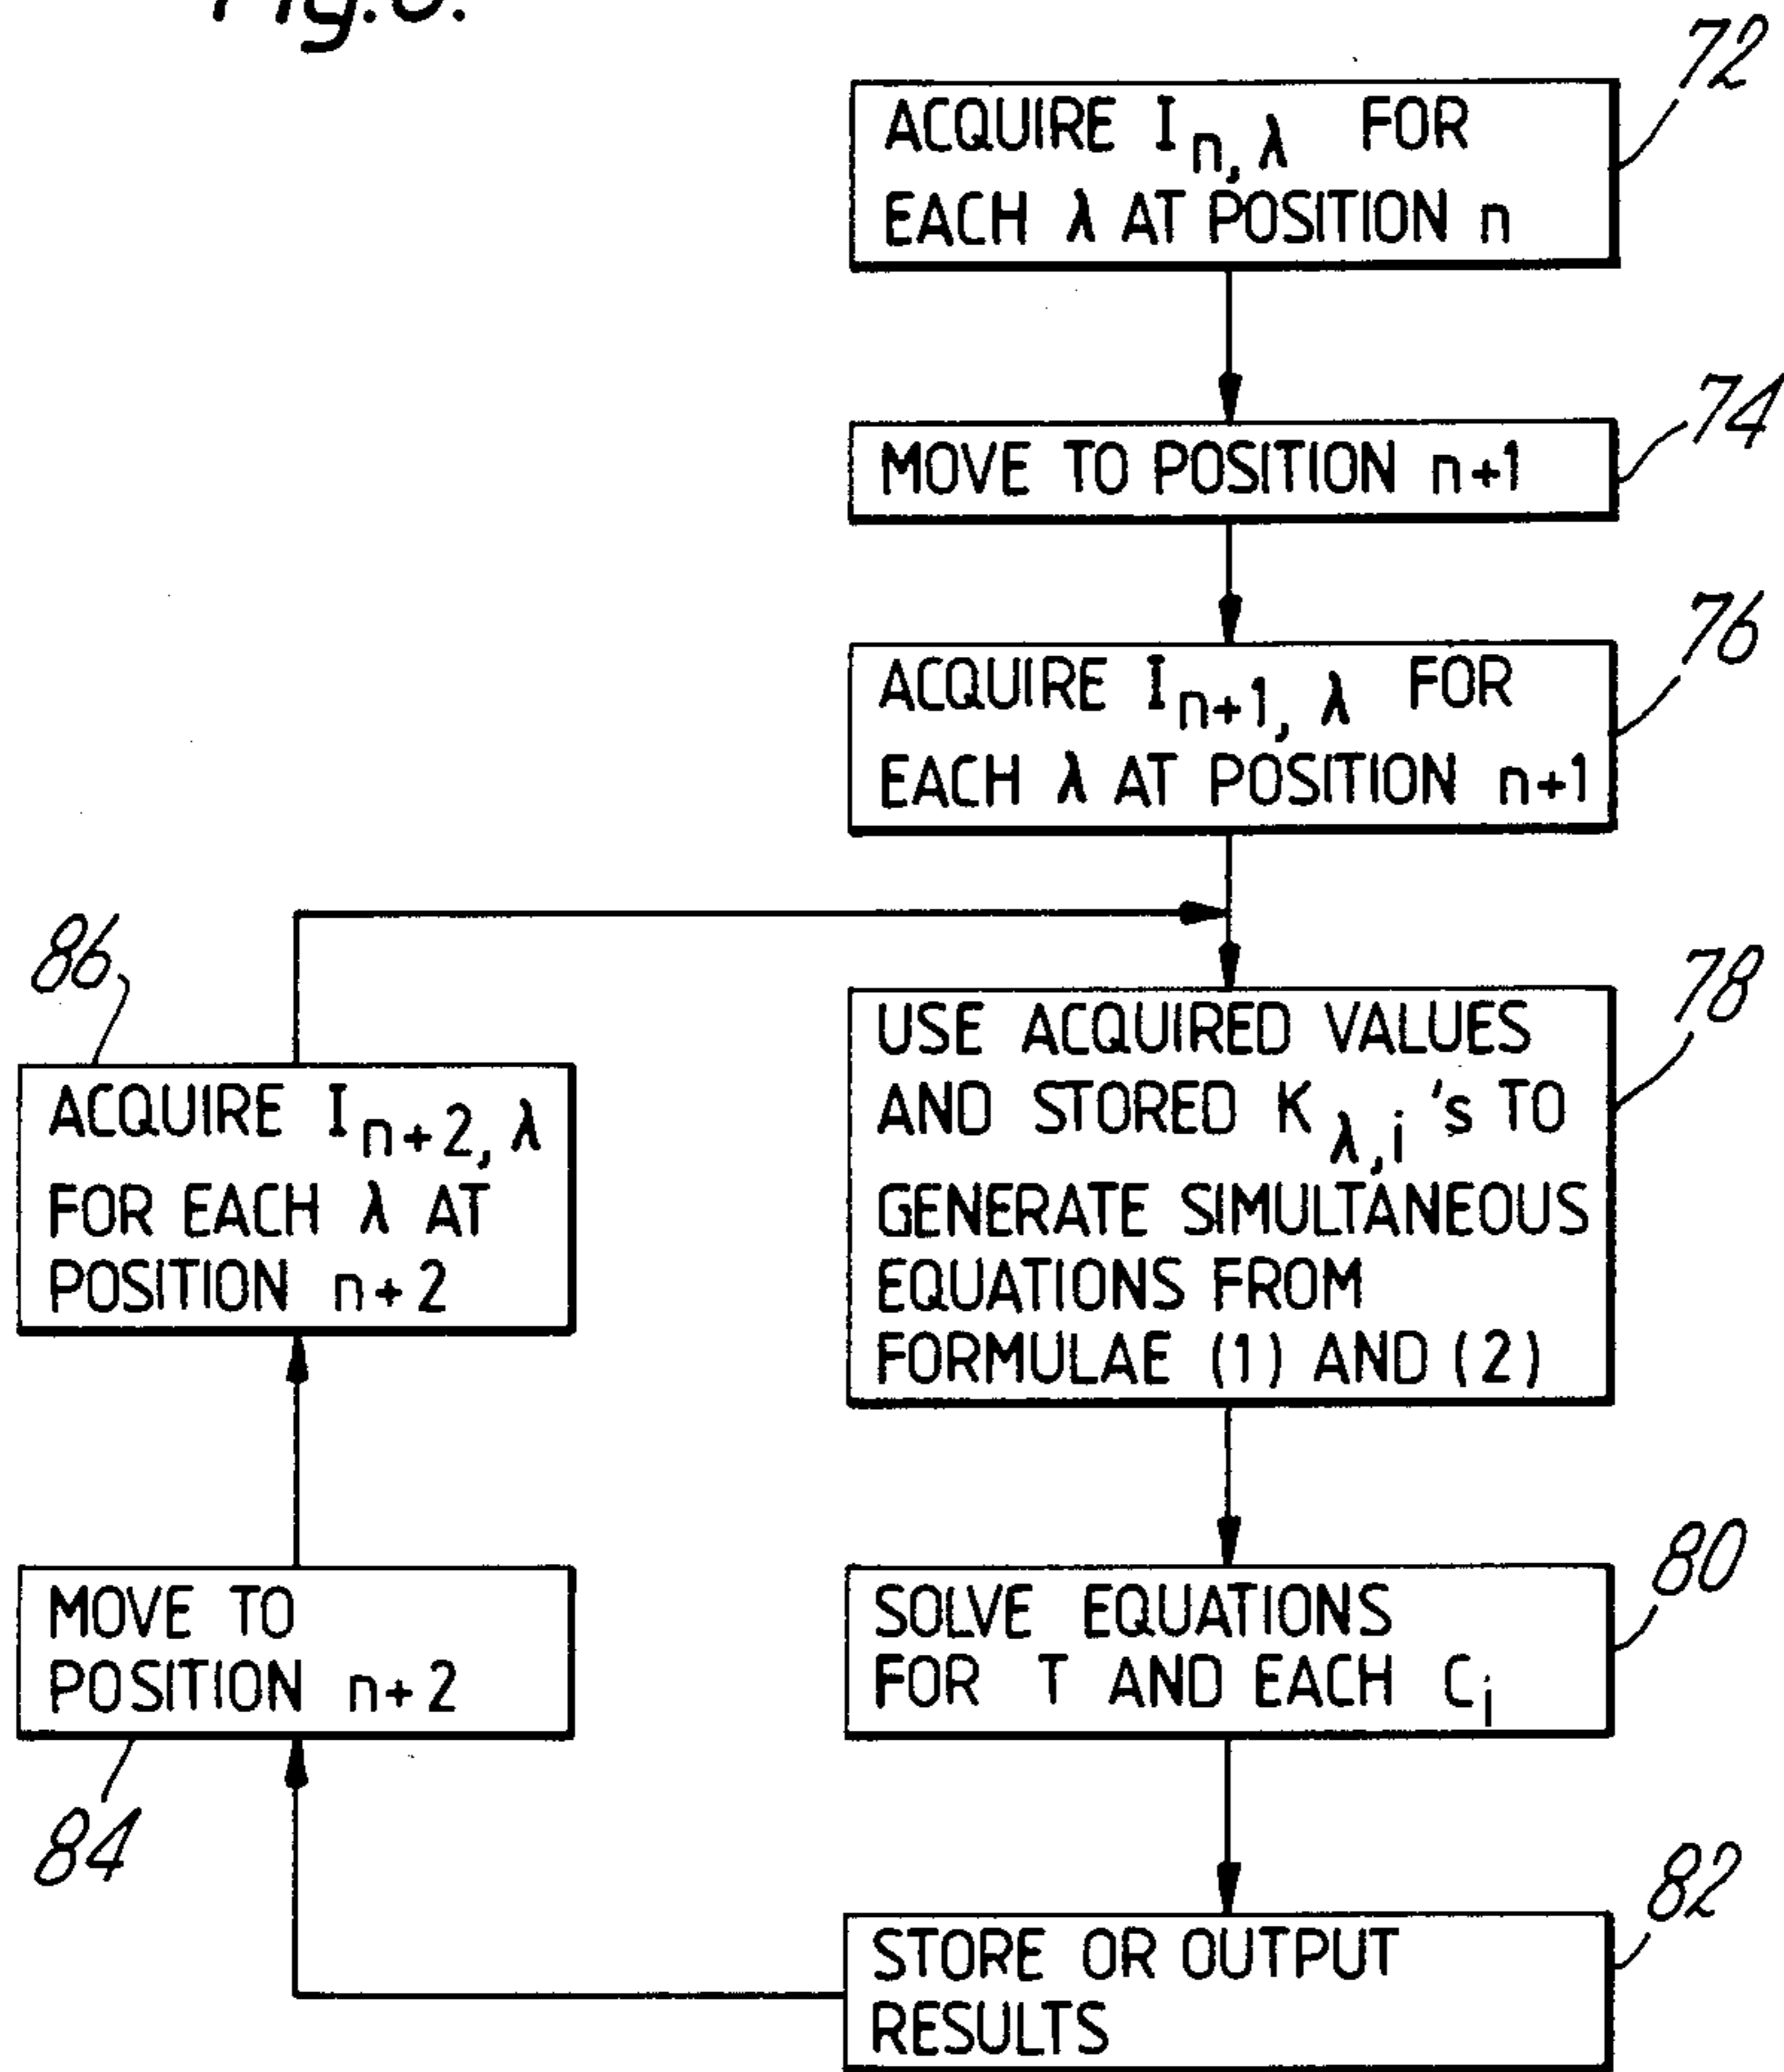 72
ACQUIRE I n, λ FOR
EACH λ AT POSITION n
74
MOVE TO POSITION n+1
76
ACQUIRE I n+1, λ FOR
EACH λ AT POSITION n+1
78
USE ACQUIRED VALUES
AND STORED K λ,i 's TO
GENERATE SIMULTANEOUS
EQUATIONS FROM
FORMULAE (1) AND (2)
80
SOLVE EQUATIONS
FOR T AND EACH C i
82
STORE OR OUTPUT
RESULTS
84
MOVE TO
POSITION n+2
86
ACQUIRE I n+2, λ
FOR EACH λ AT
POSITION n+2